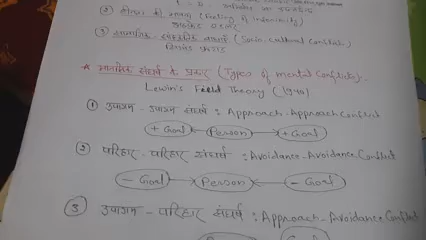 ② हीनता की भावना (Feeling of Inferiority)
③ सामाजिक - सांस्कृतिक (Socio-cultural Conflict)
* मानसिक संघर्ष के प्रकार (Types of mental Conflicts)
Lewin's Field Theory (1940)
① उपागम - उपागम संघर्ष : Approach-Approach Conflict
+ Goal Person + Goal
② परिहार - परिहार संघर्ष : Avoidance-Avoidance Conflict
- Goal Person - Goal
③ उपागम - परिहार संघर्ष : Approach-Avoidance Conflict